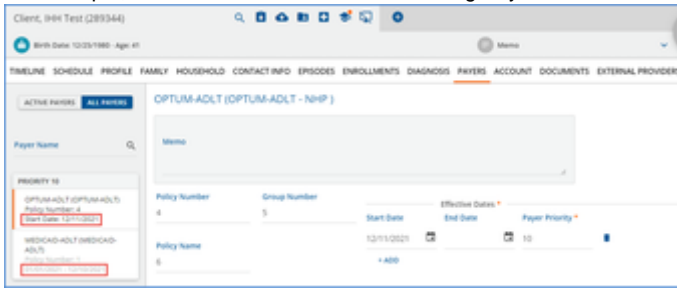 Client, IHH Test (289344)
Birth Date: 12/25/1980 - Age: 41
Memo
TIMELINE SCHEDULE PROFILE FAMILY HOUSEHOLD CONTACT INFO EPISODES ENROLLMENTS DIAGNOSIS PAYERS ACCOUNT DOCUMENTS EXTERNAL PROVIDERS
ACTIVE PAYERS ALL PAYERS
OPTUM-ADLT (OPTUM-ADLT - NHP )
Payer Name
Memo
PRIORITY 10
OPTUM-ADLT (OPTUM-ADLT)
Policy Number: 4
Start Date: 12/11/2021
MEDICAID-ADLT (MEDICAID-
ADLT)
Policy Number: 1
Policy Number
Group Number
4
5
Effective Dates *
Start Date
End Date
Payer Priority *
12/11/2021
10
Policy Name
6
+ ADD